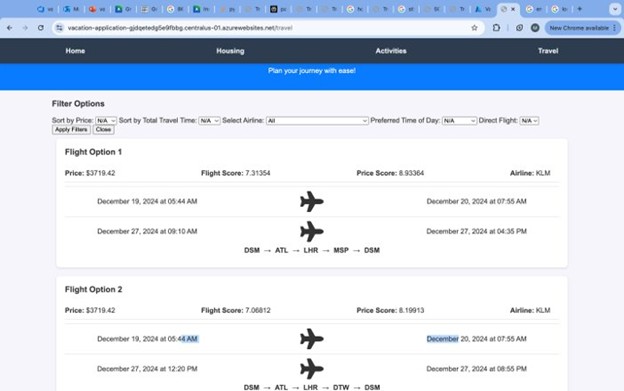 New Chrome available
vacation-application-gjdqetedg5e9fbbg.centralus-01.azurewebsites.net/travel
Home Housing Activities Travel
Plan your journey with ease!
Filter Options
Sort by Price: N/A Sort by Total Travel Time: N/A Select Airline: All Preferred Time of Day: N/A Direct Flight: N/A
Apply Filters Close
Flight Option 1
Price: $3719.42 Flight Score: 7.31354 Price Score: 8.93364 Airline: KLM
December 19, 2024 at 05:44 AM December 20, 2024 at 07:55 AM
December 27, 2024 at 09:10 AM December 27, 2024 at 04:35 PM
DSM → ATL → LHR → MSP → DSM
Flight Option 2
Price: $3719.42 Flight Score: 7.06812 Price Score: 8.19913 Airline: KLM
December 19, 2024 at 05:44 AM December 20, 2024 at 07:55 AM
December 27, 2024 at 12:20 PM December 27, 2024 at 08:55 PM
DSM → ATL → LHR → DTW → DSM